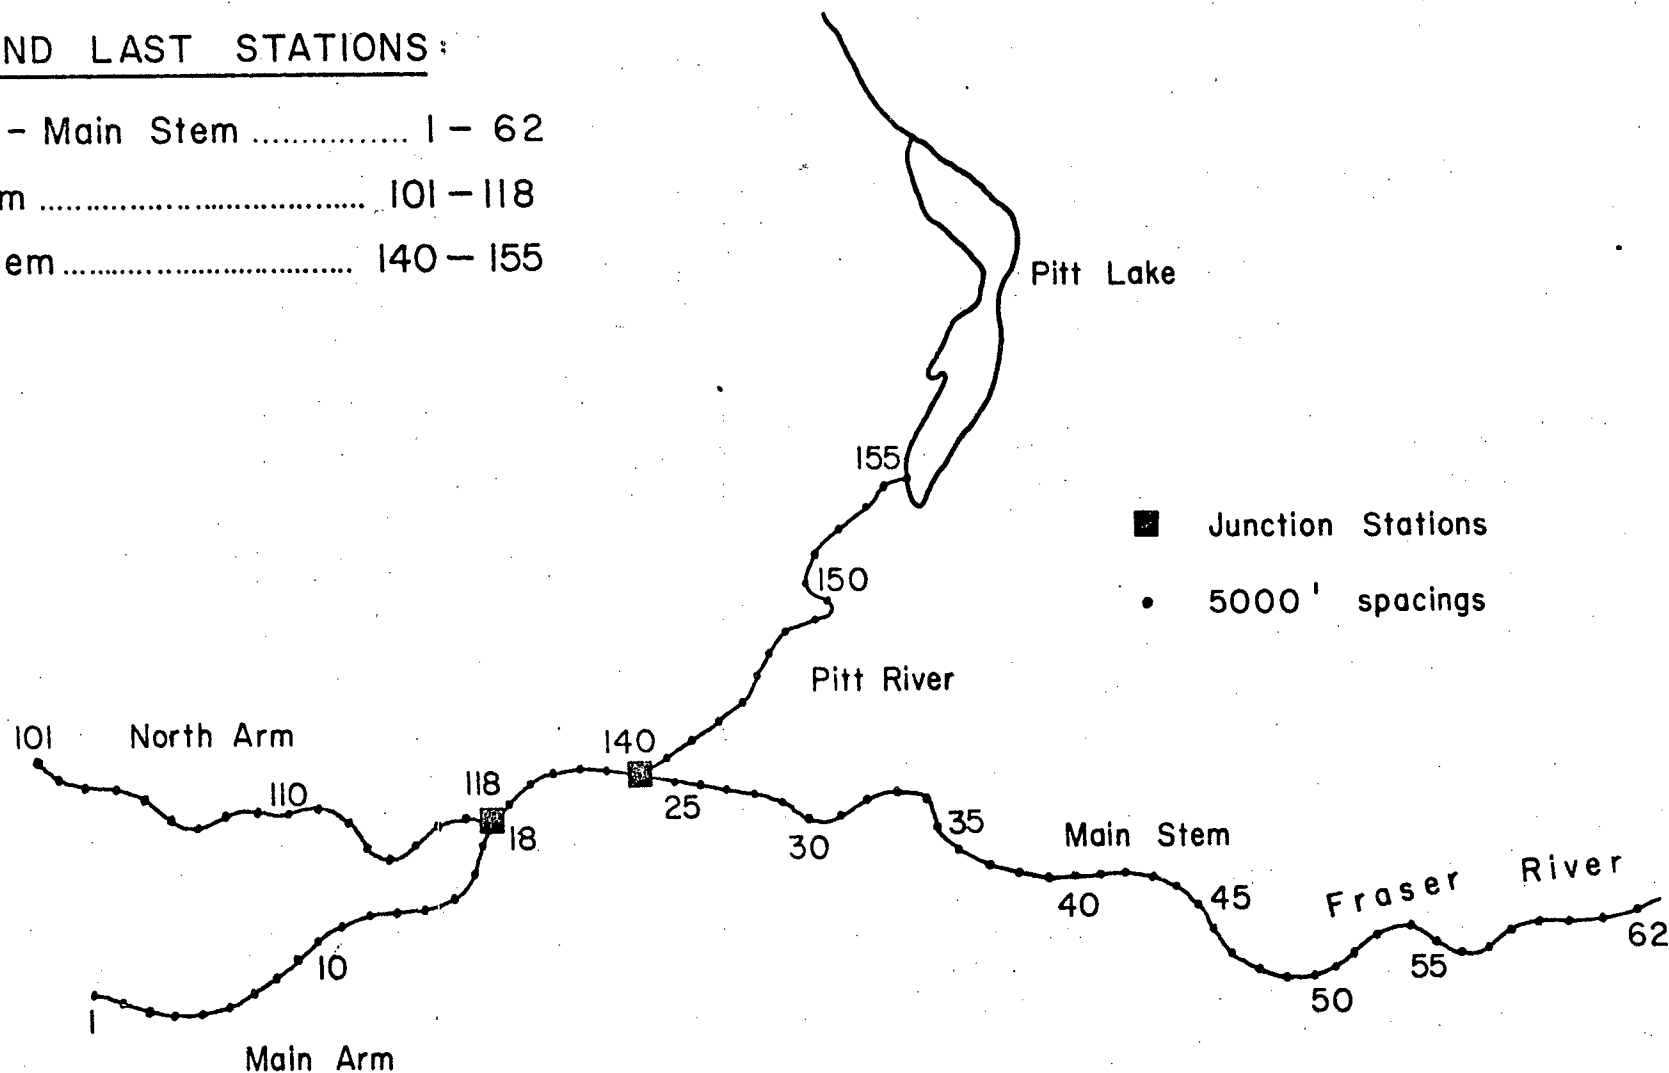 ND LAST STATIONS:
- Main Stem ............... 1 - 62
m ................................... 101 - 118
em ................................ 140 - 155
Pitt Lake
155
Junction Stations
150
5000' spacings
Pitt River
101
North Arm
140
118
110
25
18
30
35
Main Stem
40
45
Fraser River
62
55
10
50
1
Main Arm